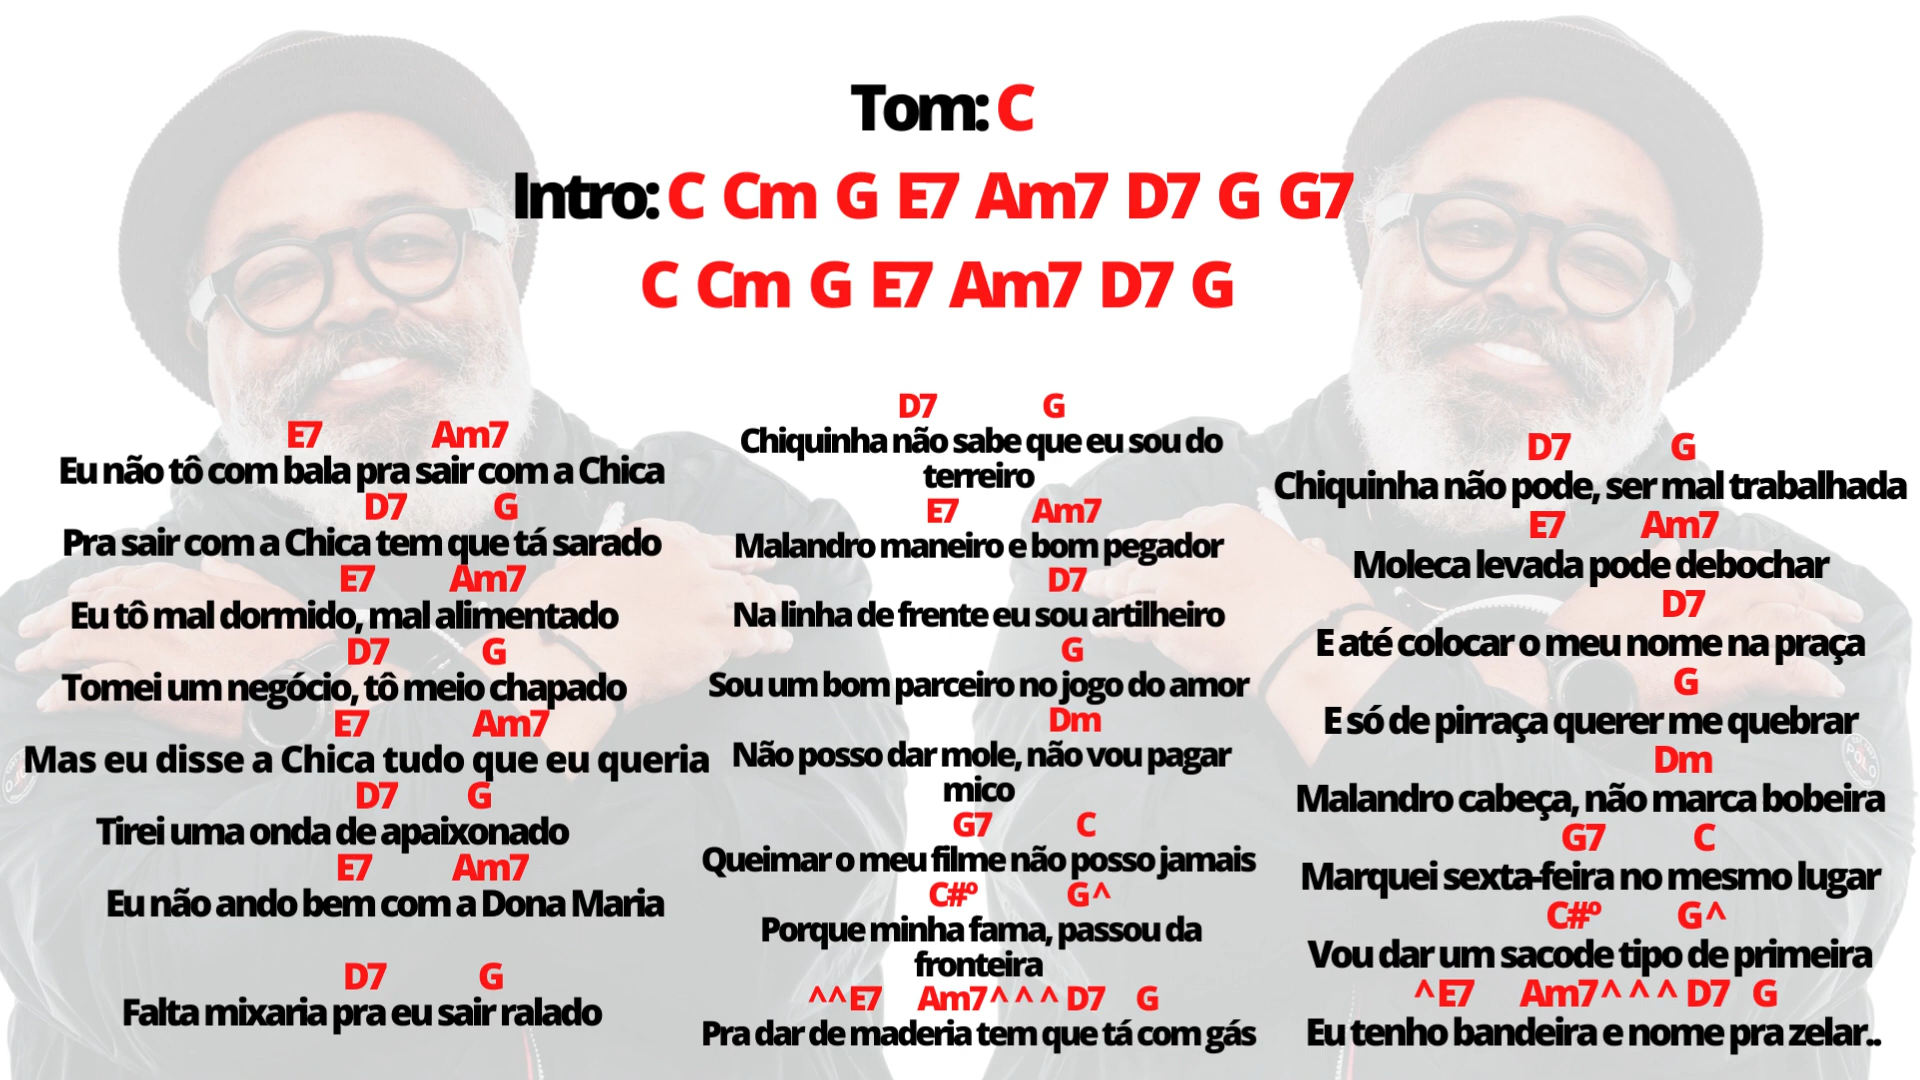 Tom: C
Intro: C Cm G E7 Am7 D7 G G7
C Cm G E7 Am7 D7 G
E7 Am7
Eu não tô com bala pra sair com a Chica
D7 G
Pra sair com a Chica tem que tá sarado
E7 Am7
Eu tô mal dormido, mal alimentado
D7 G
Tomei um negócio, tô meio chapado
E7 Am7
Mas eu disse a Chica tudo que eu queria
D7 G
Tirei uma onda de apaixonado
E7 Am7
Eu não ando bem com a Dona Maria
D7 G
Falta mixaria pra eu sair ralado
D7 G
Chiquinha não sabe que eu sou do
terreiro
E7 Am7
Malandro maneiro e bom pegador
D7
Na linha de frente eu sou artilheiro
G
Sou um bom parceiro no jogo do amor
Dm
Não posso dar mole, não vou pagar
mico
G7 C
Queimar o meu filme não posso jamais
C#º G ^
Porque minha fama, passou da
fronteira
^ ^ E7 Am7 ^ ^ ^ D7 G
Pra dar de maderia tem que tá com gás
D7 G
Chiquinha não pode, ser mal trabalhada
E7 Am7
Moleca levada pode debochar
D7
E até colocar o meu nome na praça
G
E só de pirraça querer me quebrar
Dm
Malandro cabeça, não marca bobeira
G7 C
Marquei sexta-feira no mesmo lugar
C#º G ^
Vou dar um sacode tipo de primeira
^ E7 Am7 ^ ^ ^ D7 G
Eu tenho bandeira e nome pra zelar..